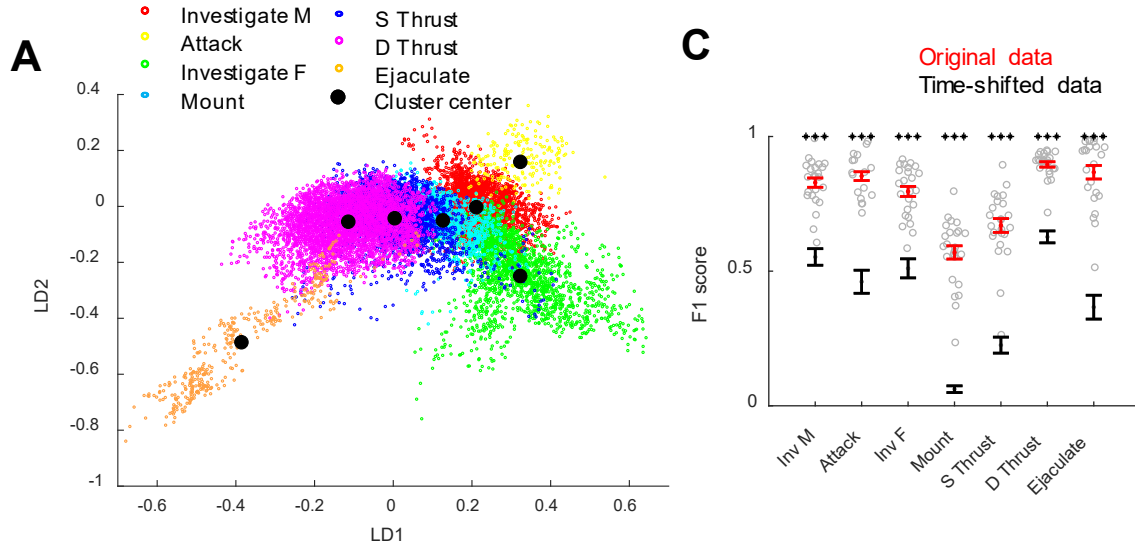 A
Investigate M
Attack
Investigate F
Mount
S Thrust
D Thrust
Ejaculate
Cluster center
0.4
0.2
0
-0.2
-0.4
-0.6
-0.8
-1
LD2
-0.6
-0.4
-0.2
0
0.2
0.4
0.6
LD1
C
Original data
Time-shifted data
1
0.5
0
F1 score
Inv M
Attack
Inv F
Mount
S Thrust
D Thrust
Ejaculate